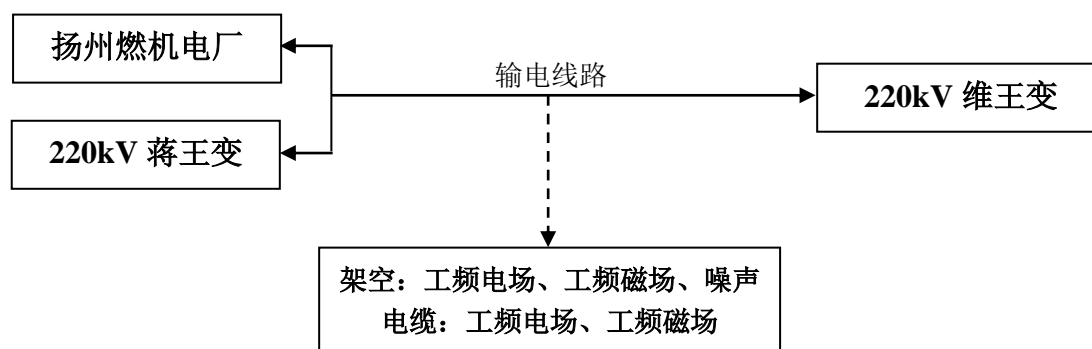 扬州燃机电厂
输电线路
220kV 维王变
220kV 蒋王变
架空：工频电场、工频磁场、噪声
电缆：工频电场、工频磁场